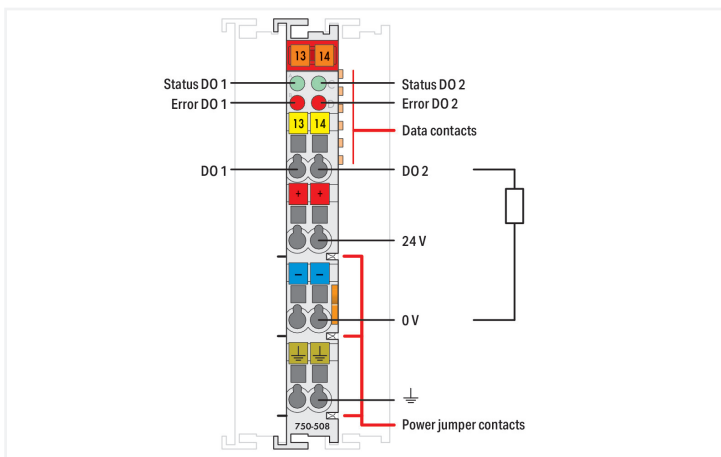 13 14
Status DO 1
Status DO 2
C
Error DO 1
Error DO 2
13 14
Data contacts
DO 1
DO 2
+ +
24 V
− −
0 V
750-508
Power jumper contacts